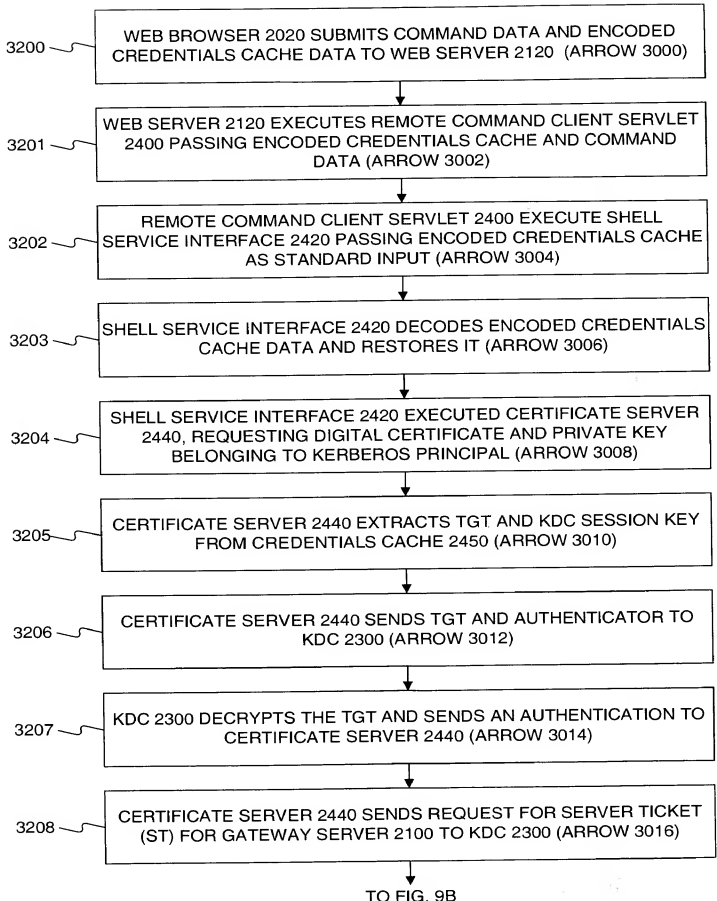 3200
WEB BROWSER 2020 SUBMITS COMMAND DATA AND ENCODED
CREDENTIALS CACHE DATA TO WEB SERVER 2120 (ARROW 3000)
3201
WEB SERVER 2120 EXECUTES REMOTE COMMAND CLIENT SERVLET
2400 PASSING ENCODED CREDENTIALS CACHE AND COMMAND
DATA (ARROW 3002)
3202
REMOTE COMMAND CLIENT SERVLET 2400 EXECUTE SHELL
SERVICE INTERFACE 2420 PASSING ENCODED CREDENTIALS CACHE
AS STANDARD INPUT (ARROW 3004)
3203
SHELL SERVICE INTERFACE 2420 DECODES ENCODED CREDENTIALS
CACHE DATA AND RESTORES IT (ARROW 3006)
3204
SHELL SERVICE INTERFACE 2420 EXECUTED CERTIFICATE SERVER
2440, REQUESTING DIGITAL CERTIFICATE AND PRIVATE KEY
BELONGING TO KERBEROS PRINCIPAL (ARROW 3008)
3205
CERTIFICATE SERVER 2440 EXTRACTS TGT AND KDC SESSION KEY
FROM CREDENTIALS CACHE 2450 (ARROW 3010)
3206
CERTIFICATE SERVER 2440 SENDS TGT AND AUTHENTICATOR TO
KDC 2300 (ARROW 3012)
3207
KDC 2300 DECRYPTS THE TGT AND SENDS AN AUTHENTICATION TO
CERTIFICATE SERVER 2440 (ARROW 3014)
3208
CERTIFICATE SERVER 2440 SENDS REQUEST FOR SERVER TICKET
(ST) FOR GATEWAY SERVER 2100 TO KDC 2300 (ARROW 3016)
TO FIG. 9B